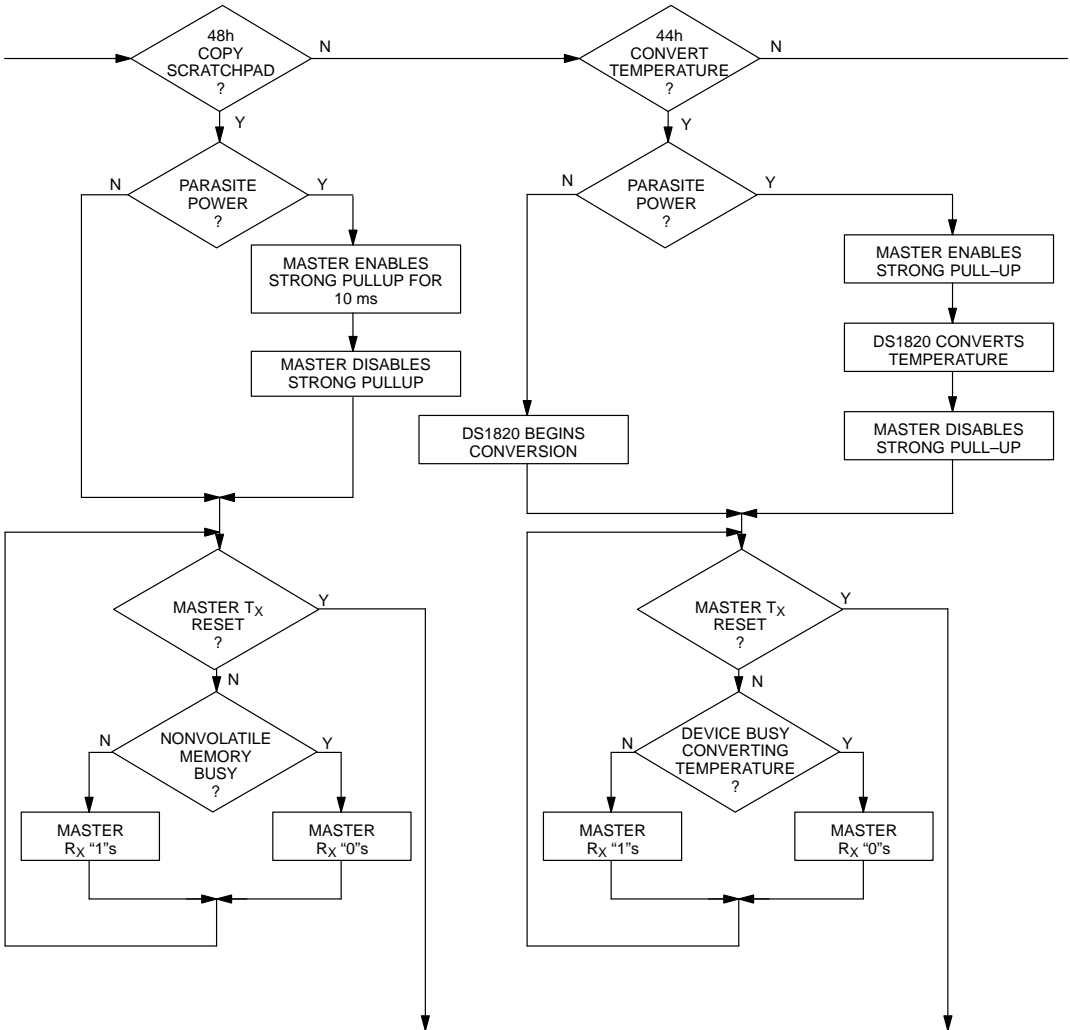 48h
COPY
SCRATCHPAD
?
N
Y
44h
CONVERT
TEMPERATURE
?
N
Y
N
PARASITE
POWER
?
Y
N
PARASITE
POWER
?
Y
MASTER ENABLES
STRONG PULLUP FOR
10 ms
MASTER ENABLES
STRONG PULL–UP
MASTER DISABLES
STRONG PULLUP
DS1820 CONVERTS
TEMPERATURE
DS1820 BEGINS
CONVERSION
MASTER DISABLES
STRONG PULL–UP
MASTER TX
RESET
?
Y
N
MASTER TX
RESET
?
Y
N
N
NONVOLATILE
MEMORY
BUSY
?
Y
N
DEVICE BUSY
CONVERTING
TEMPERATURE
?
Y
MASTER
RX “1”s
MASTER
RX “0”s
MASTER
RX “1”s
MASTER
RX “0”s